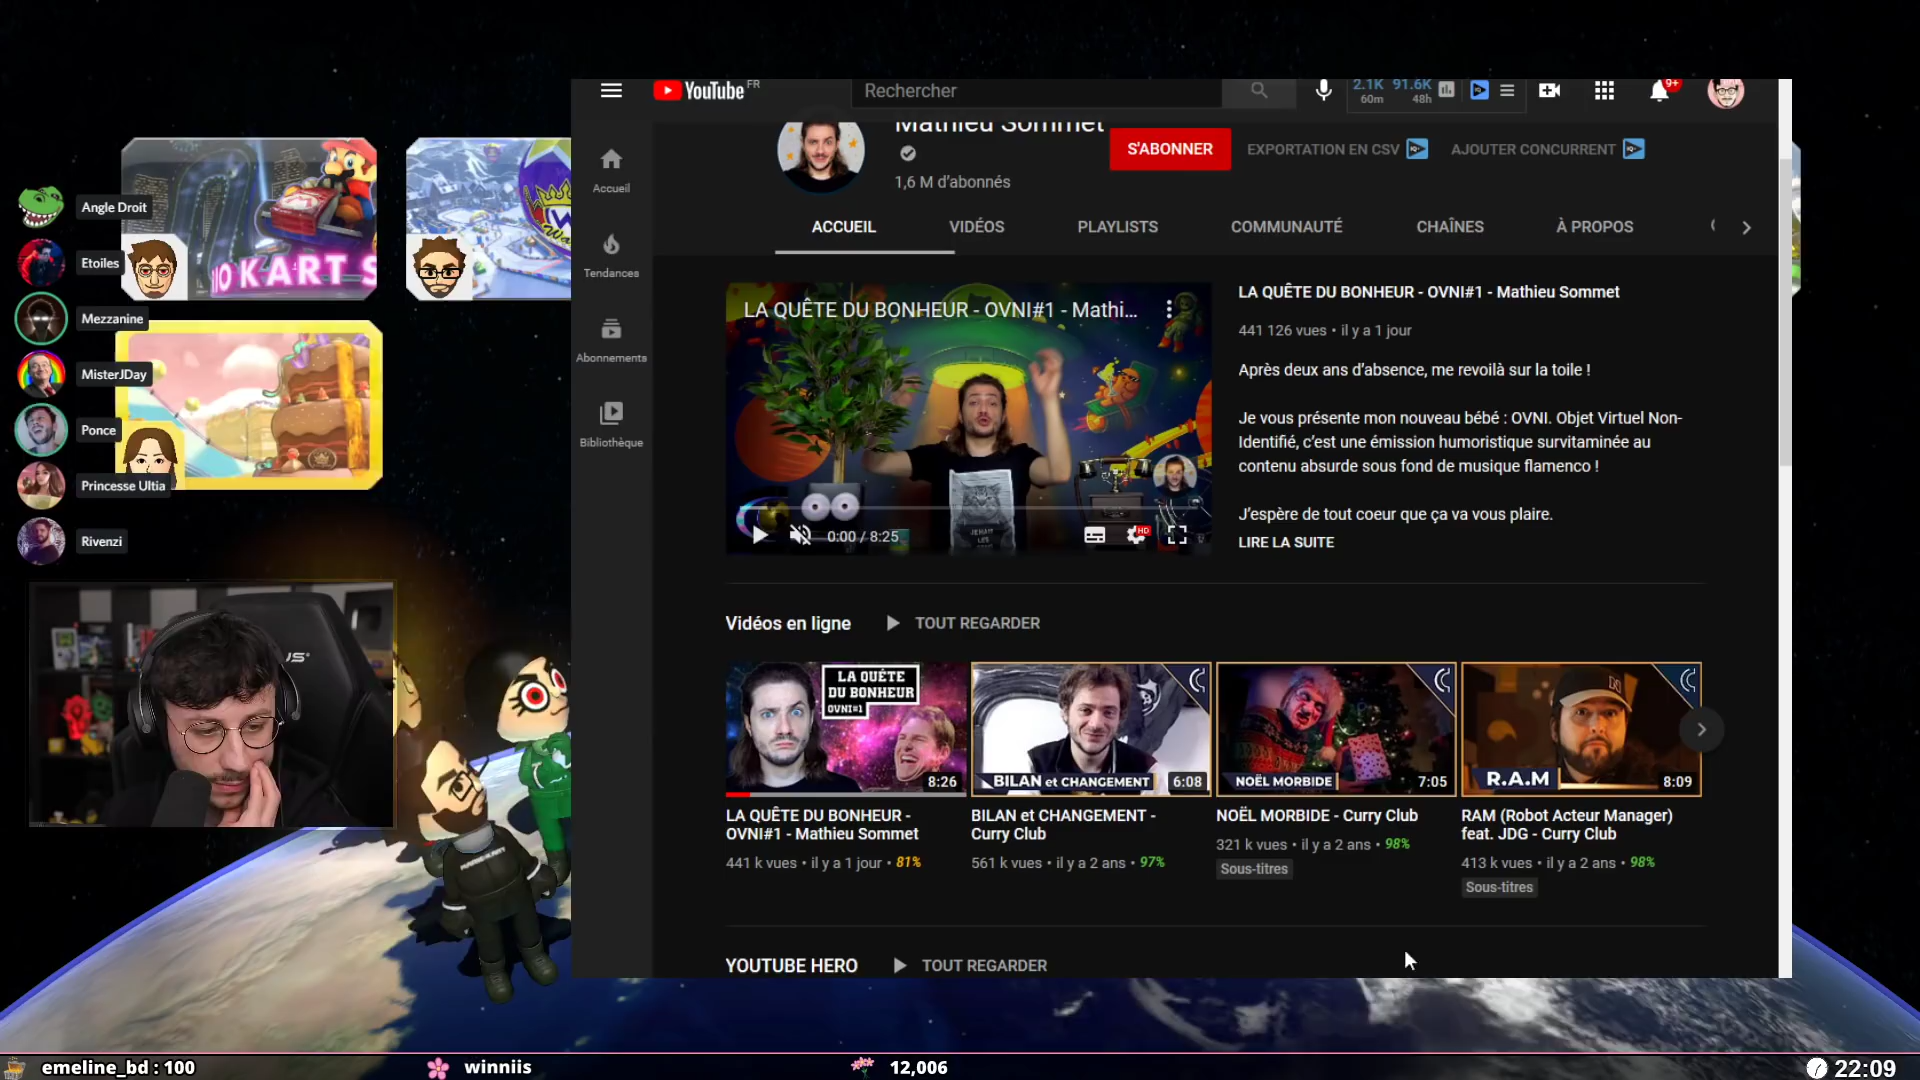 YouTube FR
Rechercher
2.1K 91.6K
60m 48h
9+
Mathieu Sommet
1,6 M d'abonnés
S'ABONNER
EXPORTATION EN CSV
AJOUTER CONCURRENT
ACCUEIL
VIDÉOS
PLAYLISTS
COMMUNAUTÉ
CHAÎNES
À PROPOS
Accueil
Tendances
Abonnements
Bibliothèque
Angle Droit
Etoiles
Mezzanine
MisterJDay
Ponce
Princesse Ultia
Rivenzi
IO KART S
LA QUÊTE DU BONHEUR - OVNI#1 - Mathi...
0:00 / 8:25
HD
LA QUÊTE DU BONHEUR - OVNI#1 - Mathieu Sommet
441 126 vues • il y a 1 jour
Après deux ans d'absence, me revoilà sur la toile !
Je vous présente mon nouveau bébé : OVNI. Objet Virtuel Non-
Identifié, c'est une émission humoristique survitaminée au
contenu absurde sous fond de musique flamenco !
J'espère de tout coeur que ça va vous plaire.
LIRE LA SUITE
Vidéos en ligne
TOUT REGARDER
LA QUÊTE
DU BONHEUR
OVNI#1
8:26
LA QUÊTE DU BONHEUR -
OVNI#1 - Mathieu Sommet
441 k vues • il y a 1 jour • 81%
BILAN et CHANGEMENT
6:08
BILAN et CHANGEMENT -
Curry Club
561 k vues • il y a 2 ans • 97%
NOËL MORBIDE
7:05
NOËL MORBIDE - Curry Club
321 k vues • il y a 2 ans • 98%
Sous-titres
R.A.M
8:09
RAM (Robot Acteur Manager)
feat. JDG - Curry Club
413 k vues • il y a 2 ans • 98%
Sous-titres
YOUTUBE HERO
TOUT REGARDER
emeline_bd : 100
winniis
12,006
22:09